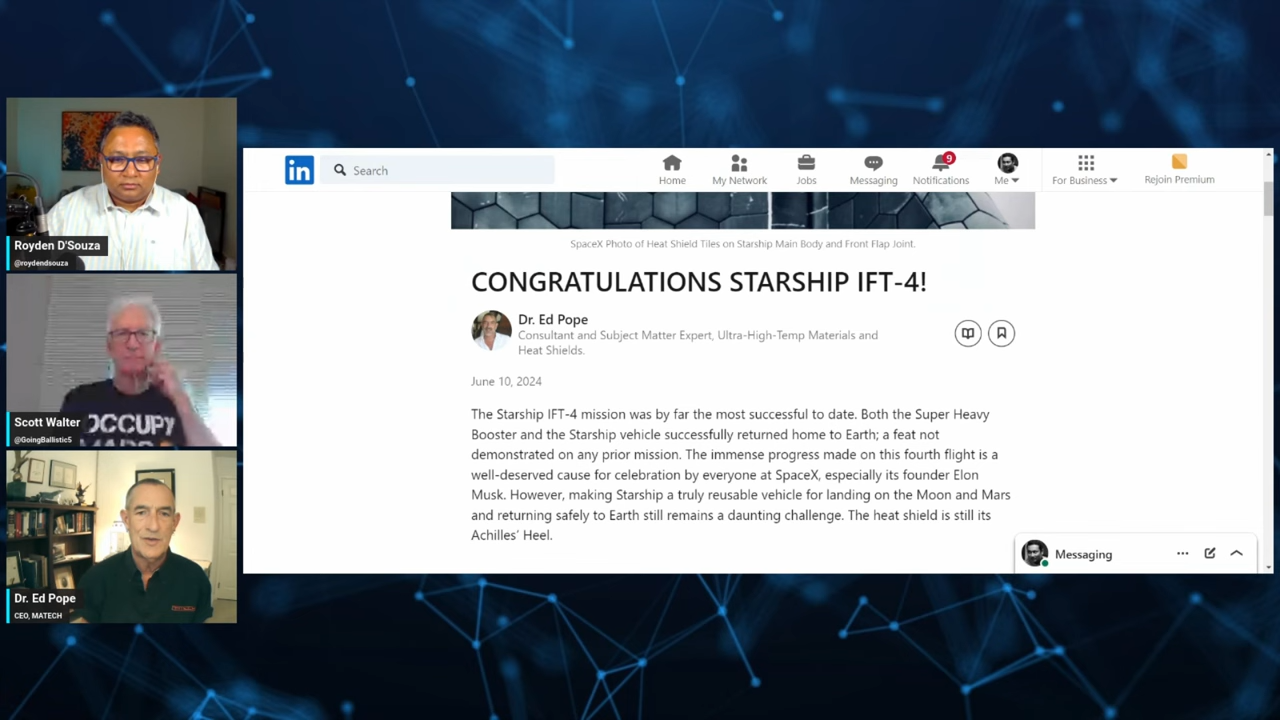 Royden D'Souza
@roydendsouza
OCCUPY
MARS
Scott Walter
@GoingBallistic5
Dr. Ed Pope
CEO, MATECH
in
Search
Home
My Network
Jobs
Messaging
9
Notifications
Me
For Business
Rejoin Premium
SpaceX Photo of Heat Shield Tiles on Starship Main Body and Front Flap Joint.
CONGRATULATIONS STARSHIP IFT-4!
Dr. Ed Pope
Consultant and Subject Matter Expert, Ultra-High-Temp Materials and
Heat Shields.
June 10, 2024
The Starship IFT-4 mission was by far the most successful to date. Both the Super Heavy
Booster and the Starship vehicle successfully returned home to Earth; a feat not
demonstrated on any prior mission. The immense progress made on this fourth flight is a
well-deserved cause for celebration by everyone at SpaceX, especially its founder Elon
Musk. However, making Starship a truly reusable vehicle for landing on the Moon and Mars
and returning safely to Earth still remains a daunting challenge. The heat shield is still its
Achilles' Heel.
Messaging